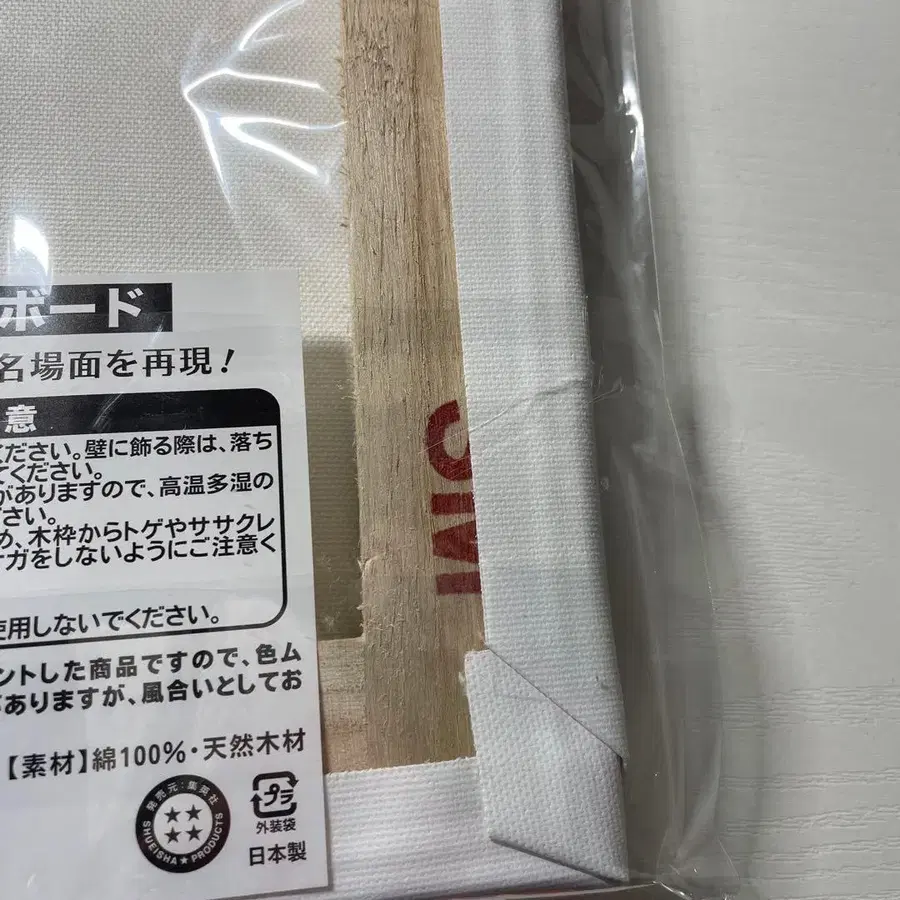 ボード
名場面を再現!
意
ください。壁に飾る際は、落ち
てください。
がありますので、高温多湿の
さい。
め、木枠からトゲやササクレ
ケガをしないようにご注意く
使用しないでください。
ントした商品ですので、色ム
がありますが、風合いとしてお
【素材】綿100%・天然木材
発売元:集英社
SHUEISHA★PRODUCTS
プラ
外装袋
日本製